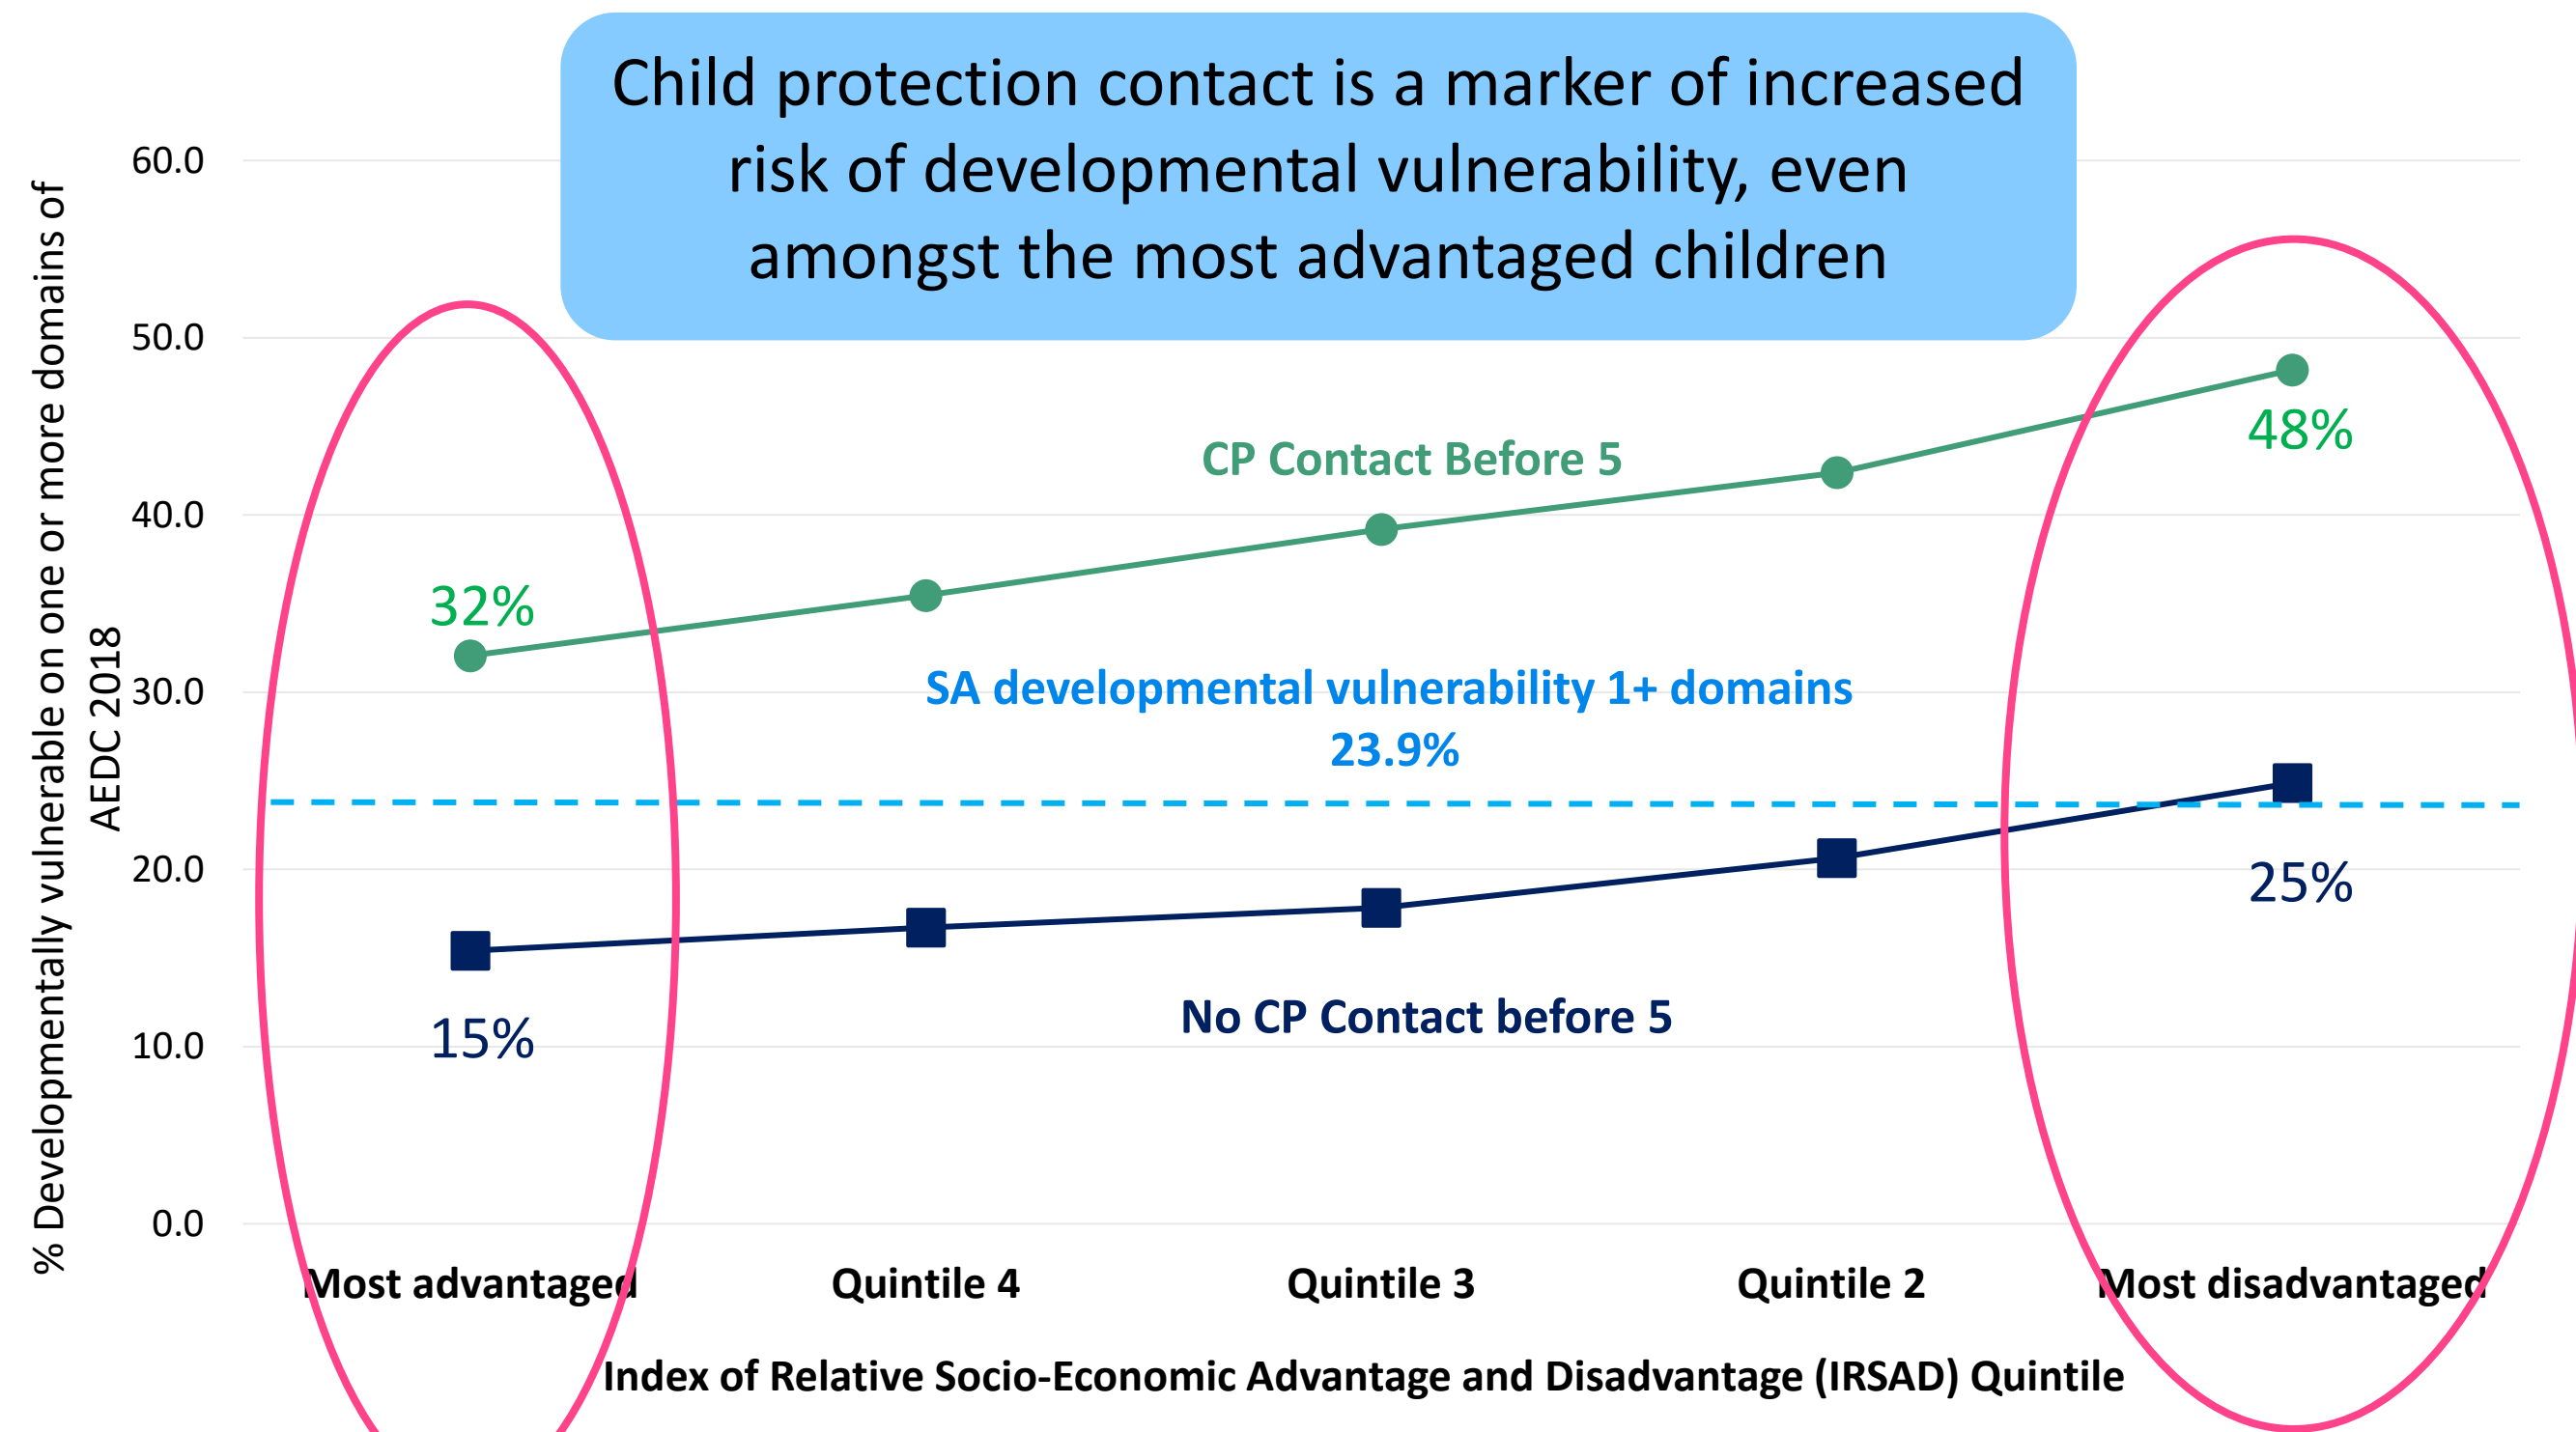 Child protection contact is a marker of increased
risk of developmental vulnerability, even
amongst the most advantaged children
% Developmentally vulnerable on one or more domains of
AEDC 2018
60.0
50.0
40.0
30.0
20.0
10.0
0.0
CP Contact Before 5
48%
32%
SA developmental vulnerability 1+ domains
23.9%
25%
No CP Contact before 5
15%
Most advantaged
Quintile 4
Quintile 3
Quintile 2
Most disadvantaged
Index of Relative Socio-Economic Advantage and Disadvantage (IRSAD) Quintile